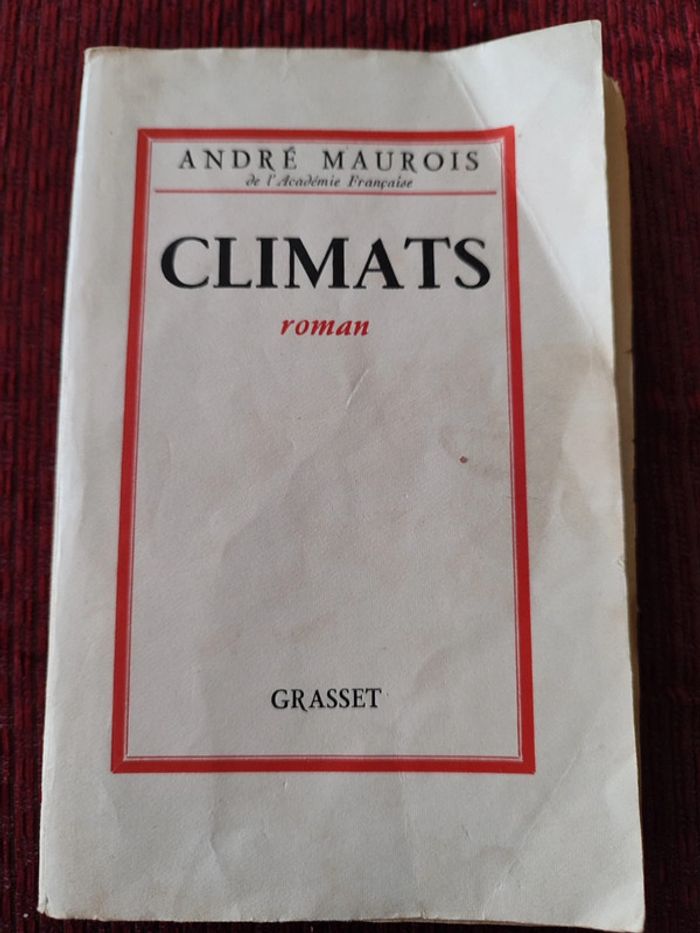 ANDRÉ MAUROIS
de l'Académie Française
CLIMATS
roman
GRASSET